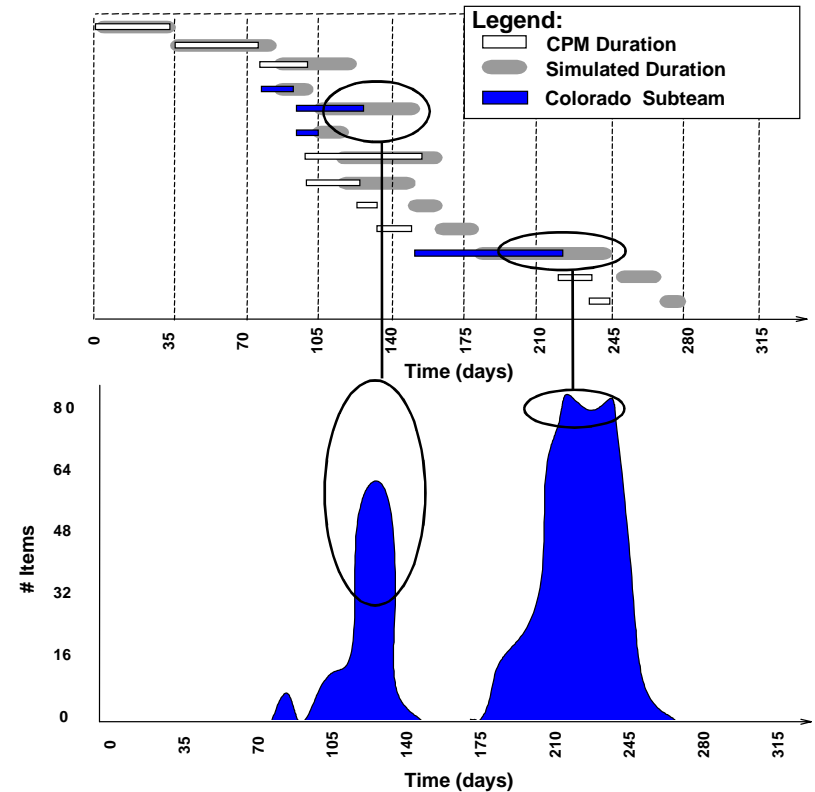 Legend:
CPM Duration
Simulated Duration
Colorado Subteam
0 35 70 105 140 175 210 245 280 315
Time (days)
80
64
48
32
16
0
# Items
0 35 70 105 140 175 210 245 280 315
Time (days)